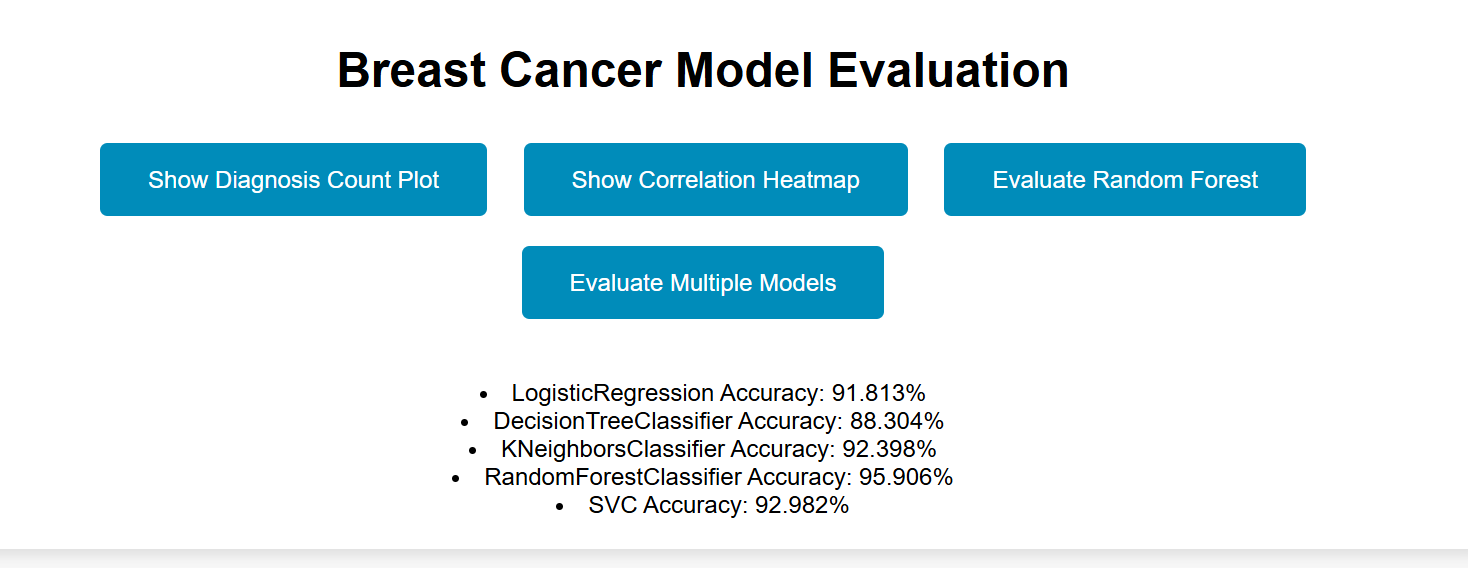 Breast Cancer Model Evaluation
Show Diagnosis Count Plot
Show Correlation Heatmap
Evaluate Random Forest
Evaluate Multiple Models
• LogisticRegression Accuracy: 91.813%
• DecisionTreeClassifier Accuracy: 88.304%
• KNeighborsClassifier Accuracy: 92.398%
• RandomForestClassifier Accuracy: 95.906%
• SVC Accuracy: 92.982%